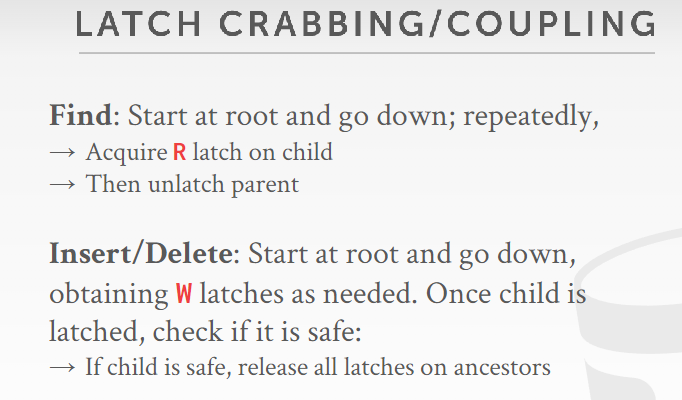 LATCH CRABBING/COUPLING
Find: Start at root and go down; repeatedly,
→ Acquire R latch on child
→ Then unlatch parent
Insert/Delete: Start at root and go down,
obtaining W latches as needed. Once child is
latched, check if it is safe:
→ If child is safe, release all latches on ancestors